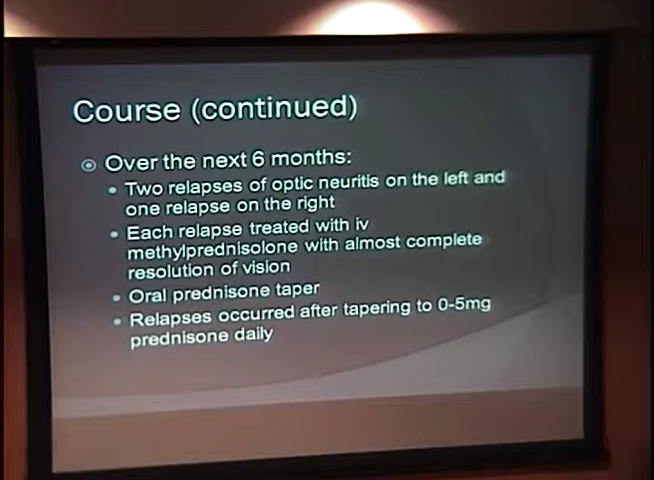 Course (continued)
Over the next 6 months:
Two relapses of optic neuritis on the left and
one relapse on the right
Each relapse treated with iv
methylprednisolone with almost complete
resolution of vision
Oral prednisone taper
Relapses occurred after tapering to 0-5mg
prednisone daily